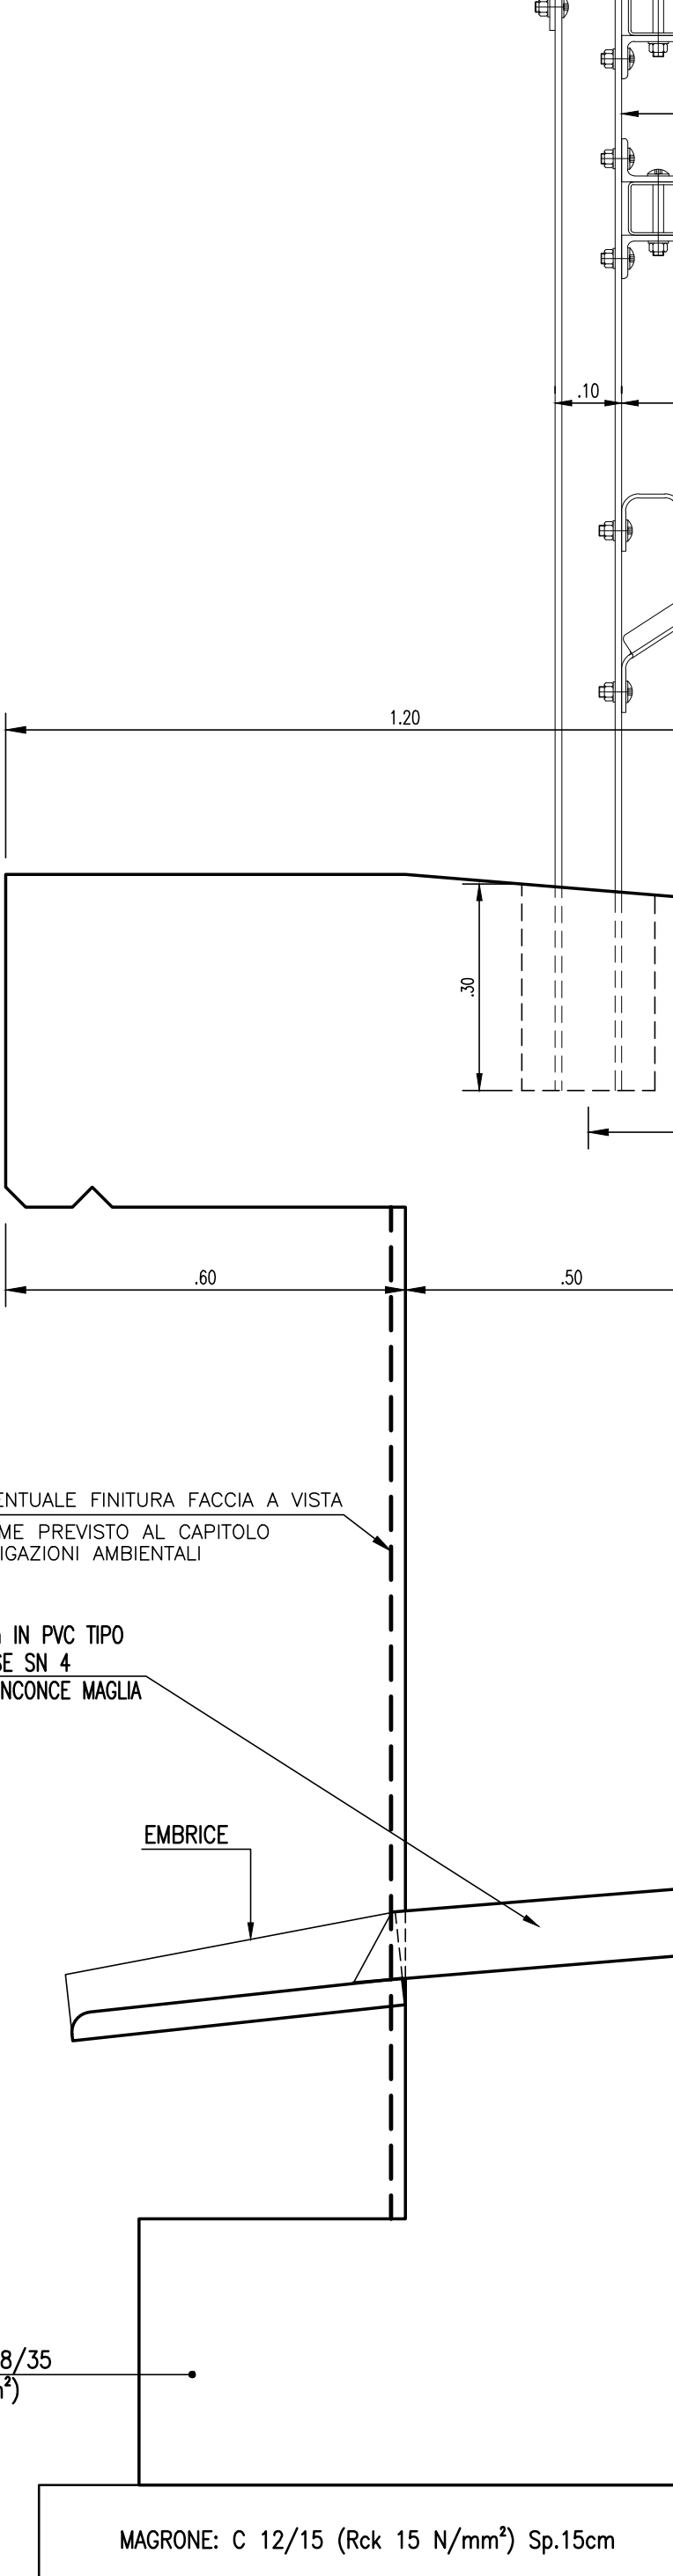 .10
1.20
.30
.60
.50
ENTUALE FINITURA FACCIA A VISTA
ME PREVISTO AL CAPITOLO
IGAZIONI AMBIENTALI
IN PVC TIPO
SE SN 4
NCONCE MAGLIA
EMBRICE
8/35
m²)
MAGRONE: C 12/15 (Rck 15 N/mm²) Sp.15cm